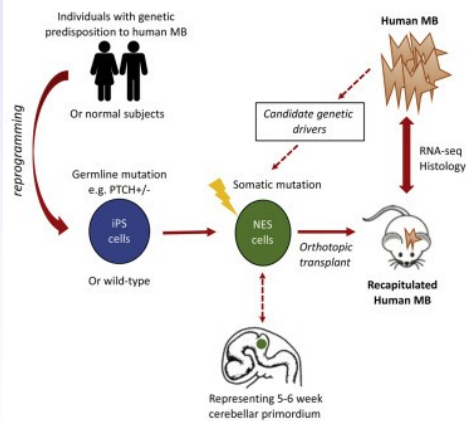 Individuals with genetic
predisposition to human MB
Or normal subjects
reprogramming
Germline mutation
e.g. PTCH+/-
iPS
cells
Or wild-type
Human MB
Candidate genetic
drivers
RNA-seq
Histology
Somatic mutation
NES
cells
Orthotopic
transplant
Recapitulated
Human MB
Representing 5-6 week
cerebellar primordium